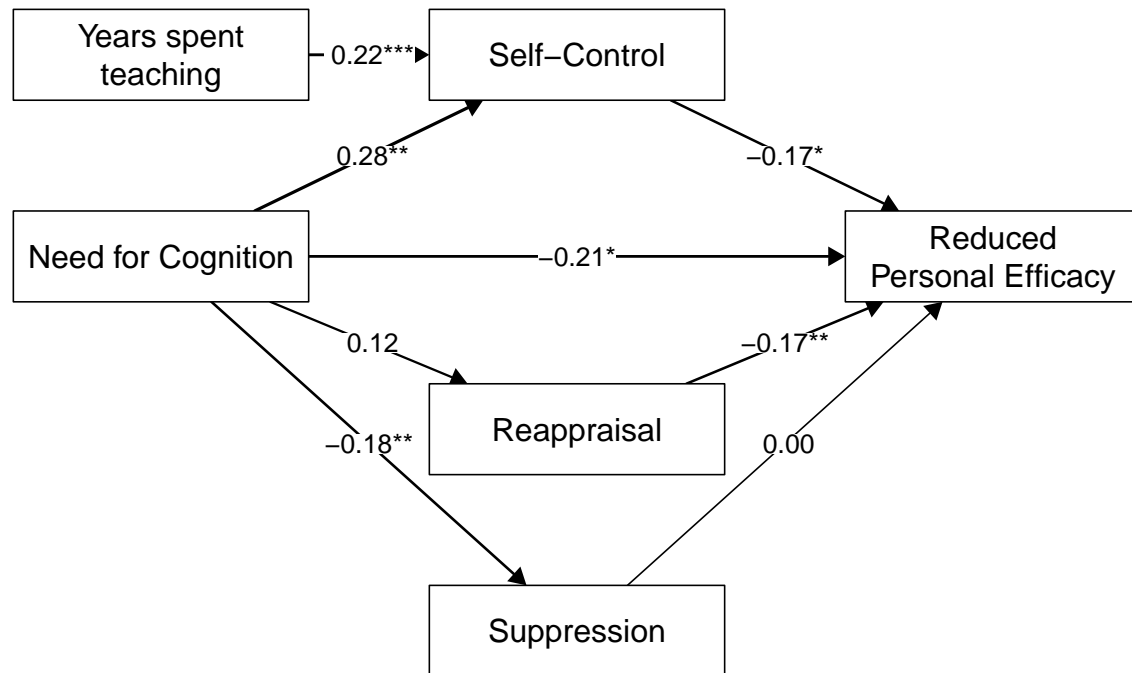 Years spent
teaching
0.22***
Self−Control
0.28**
−0.17*
Need for Cognition
−0.21*
Reduced
Personal Efficacy
0.12
−0.17**
Reappraisal
−0.18**
0.00
Suppression